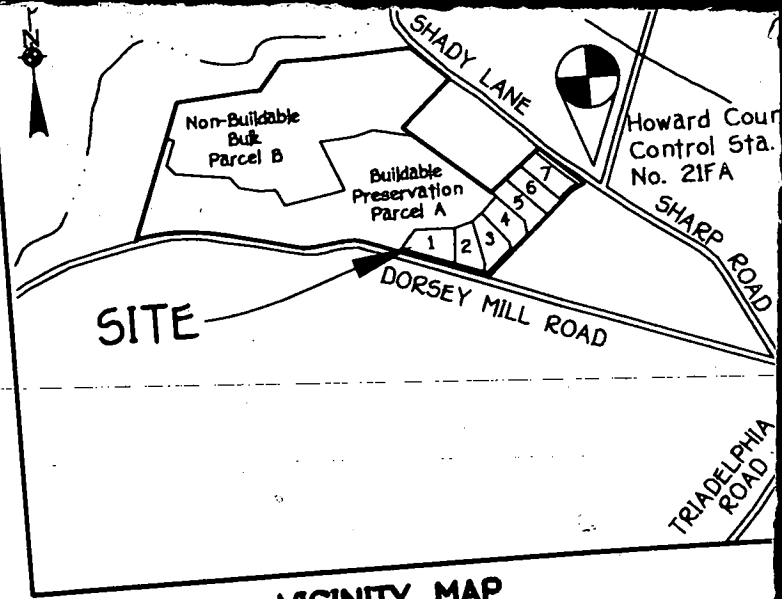 N
SHADY LANE
Non-Buildable
Bulk
Parcel B
Buildable
Preservation
Parcel A
Howard Coun
Control Sta.
No. 21FA
7
6
5
4
3
2
1
SHARP ROAD
SITE
DORSEY MILL ROAD
TRIADELPHIA
ROAD
VICINITY MAP